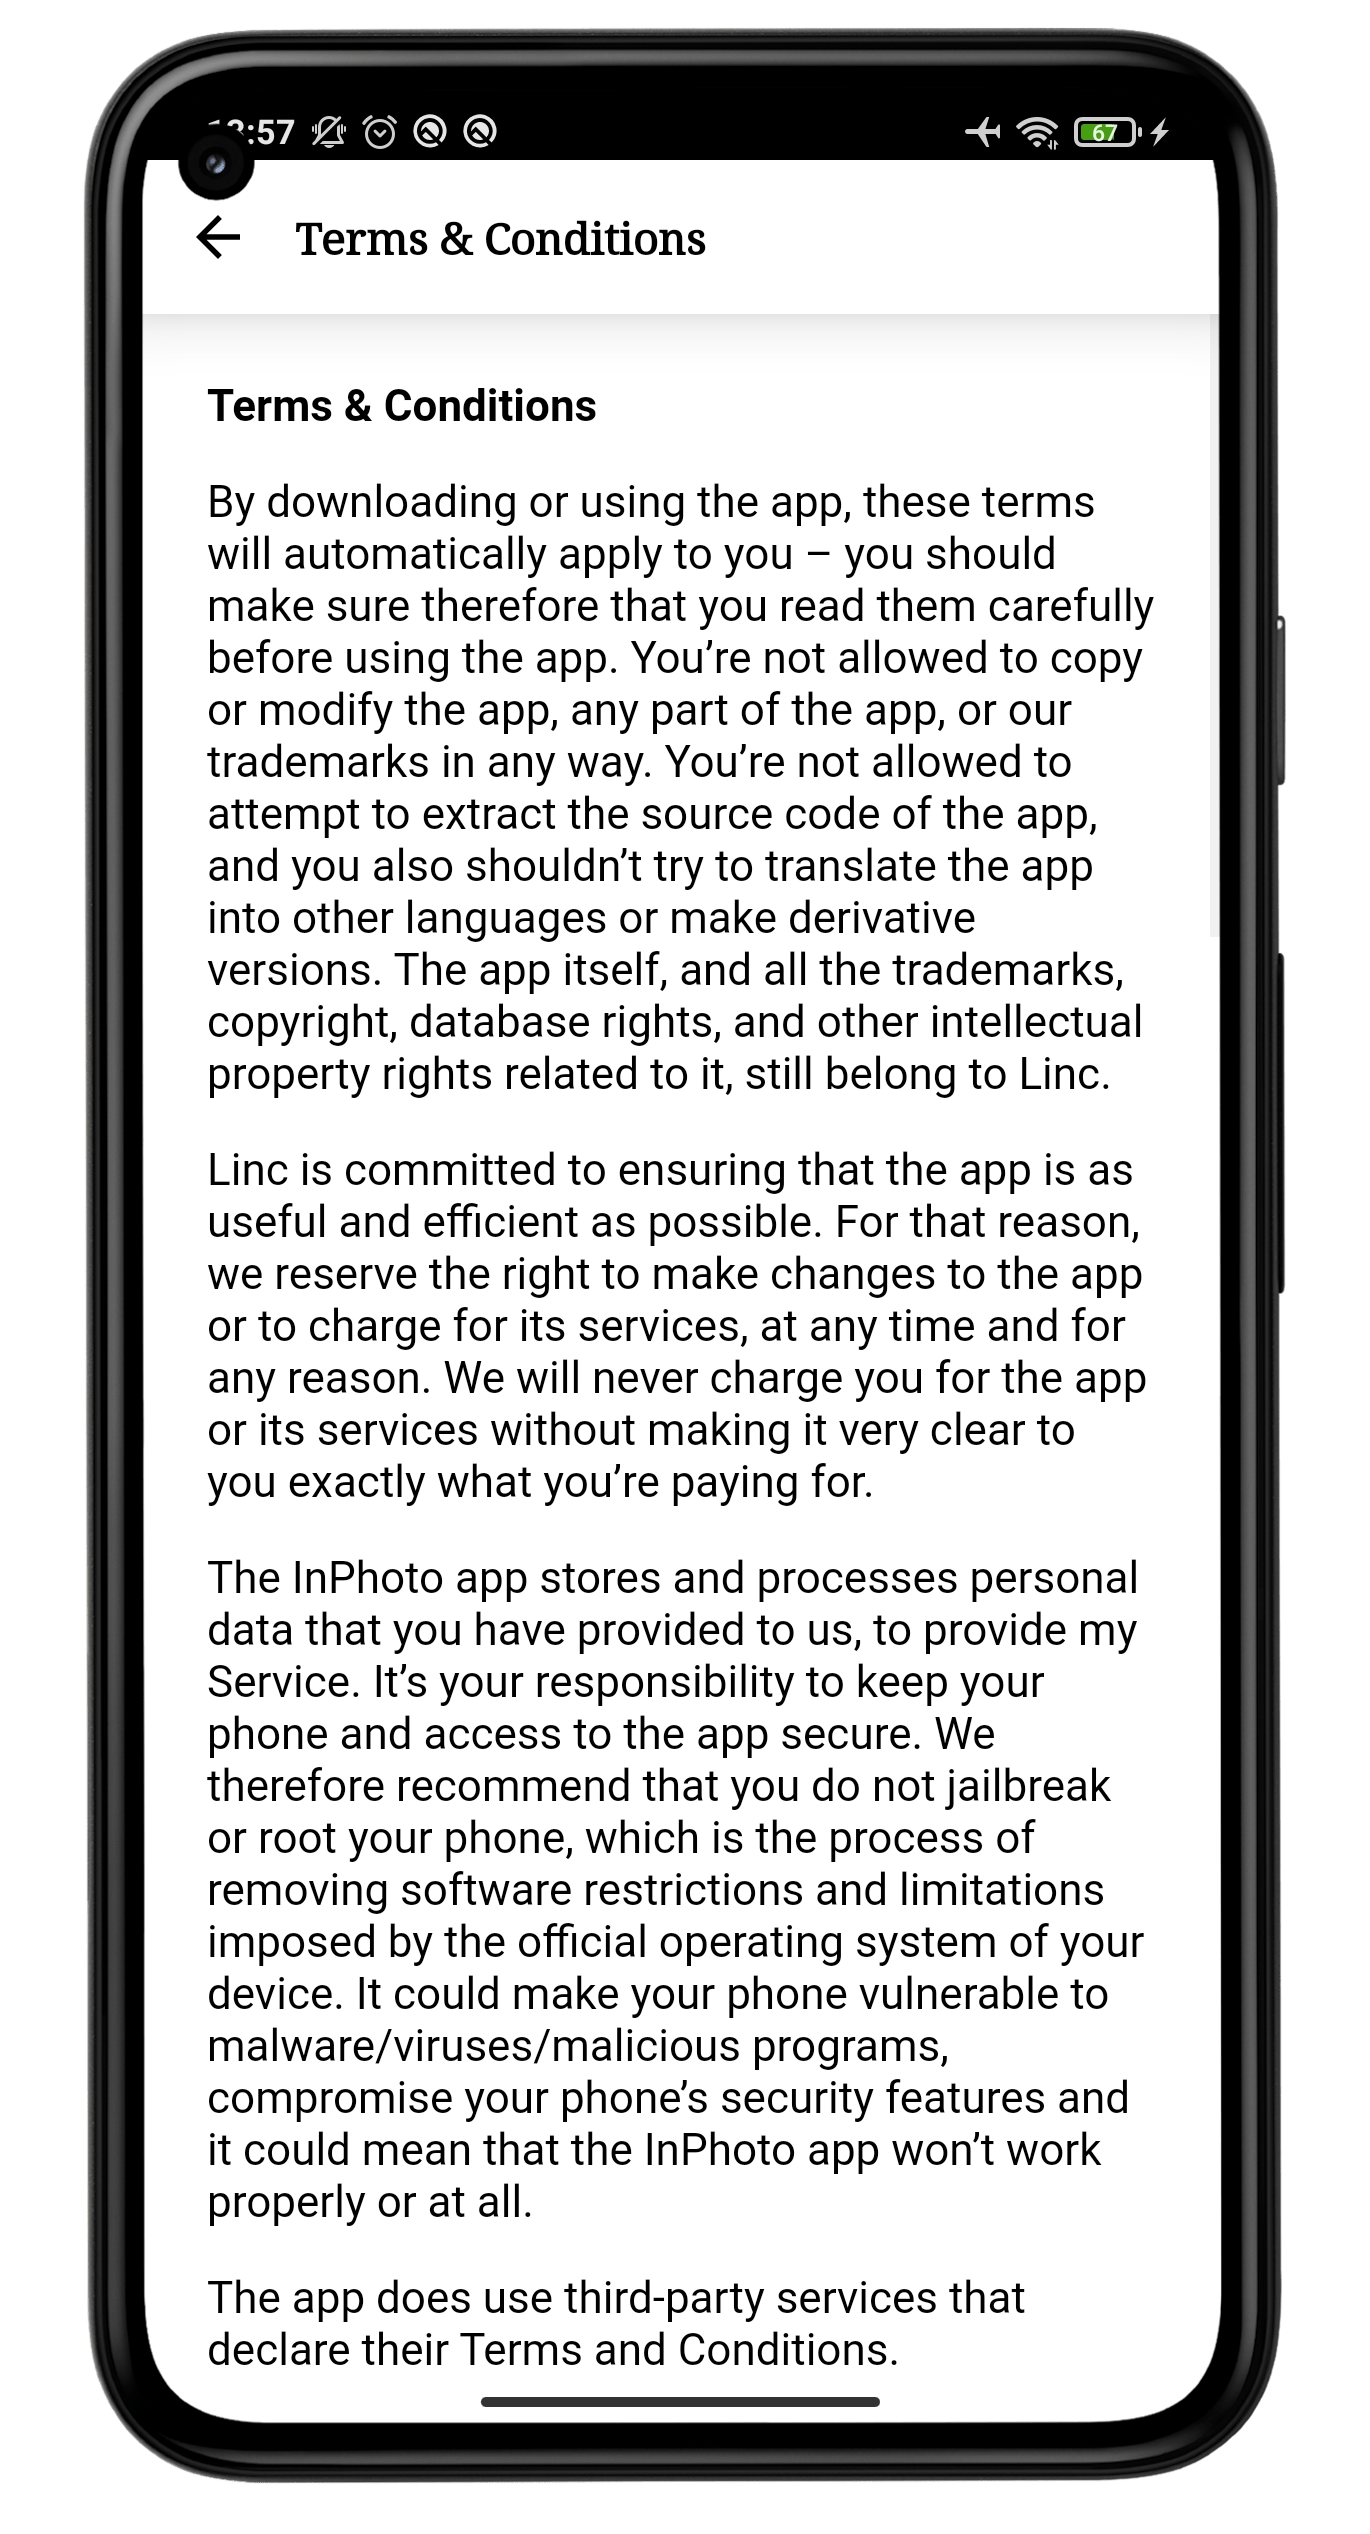 :57
67
Terms & Conditions
Terms & Conditions
By downloading or using the app, these terms
will automatically apply to you – you should
make sure therefore that you read them carefully
before using the app. You’re not allowed to copy
or modify the app, any part of the app, or our
trademarks in any way. You’re not allowed to
attempt to extract the source code of the app,
and you also shouldn’t try to translate the app
into other languages or make derivative
versions. The app itself, and all the trademarks,
copyright, database rights, and other intellectual
property rights related to it, still belong to Linc.
Linc is committed to ensuring that the app is as
useful and efficient as possible. For that reason,
we reserve the right to make changes to the app
or to charge for its services, at any time and for
any reason. We will never charge you for the app
or its services without making it very clear to
you exactly what you’re paying for.
The InPhoto app stores and processes personal
data that you have provided to us, to provide my
Service. It’s your responsibility to keep your
phone and access to the app secure. We
therefore recommend that you do not jailbreak
or root your phone, which is the process of
removing software restrictions and limitations
imposed by the official operating system of your
device. It could make your phone vulnerable to
malware/viruses/malicious programs,
compromise your phone’s security features and
it could mean that the InPhoto app won’t work
properly or at all.
The app does use third-party services that
declare their Terms and Conditions.